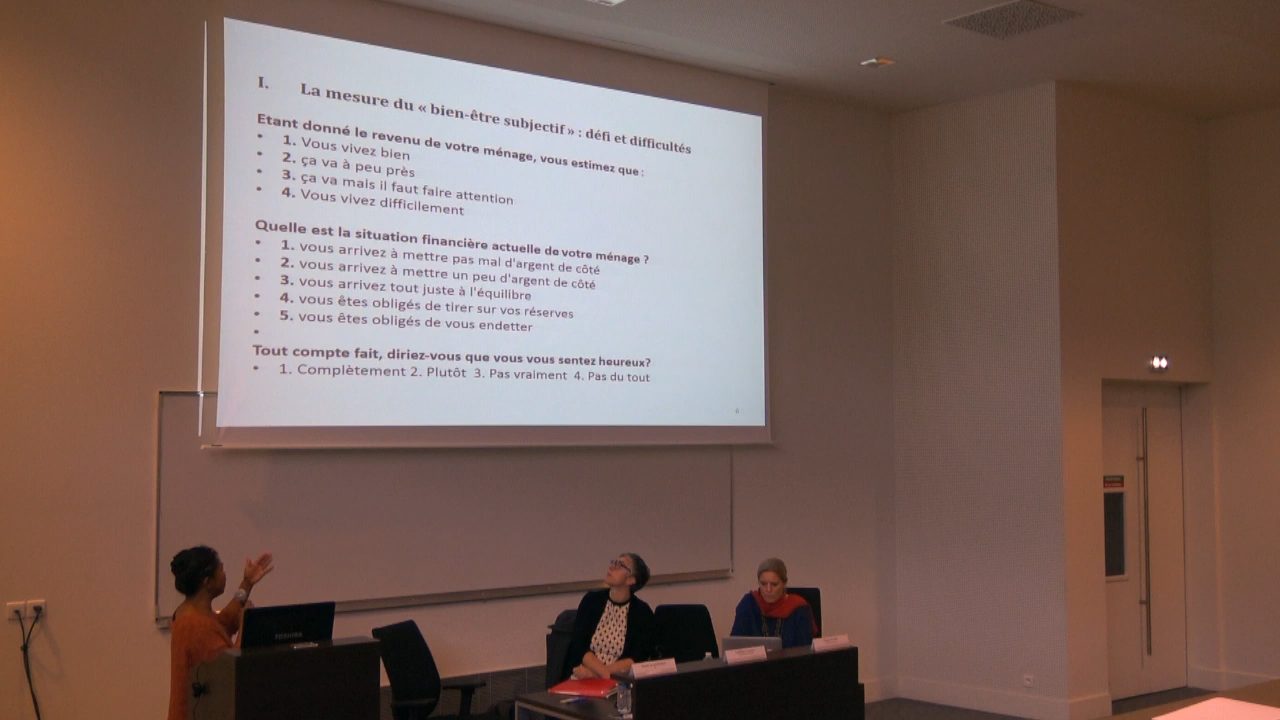 I. La mesure du « bien-être subjectif » : défi et difficultés
Etant donné le revenu de votre ménage, vous estimez que :
• 1. Vous vivez bien
• 2. ça va à peu près
• 3. ça va mais il faut faire attention
• 4. Vous vivez difficilement
Quelle est la situation financière actuelle de votre ménage ?
• 1. vous arrivez à mettre pas mal d'argent de côté
• 2. vous arrivez à mettre un peu d'argent de côté
• 3. vous arrivez tout juste à l'équilibre
• 4. vous êtes obligés de tirer sur vos réserves
• 5. vous êtes obligés de vous endetter
•
Tout compte fait, diriez-vous que vous vous sentez heureux?
• 1. Complètement 2. Plutôt 3. Pas vraiment 4. Pas du tout
TOSHIBA